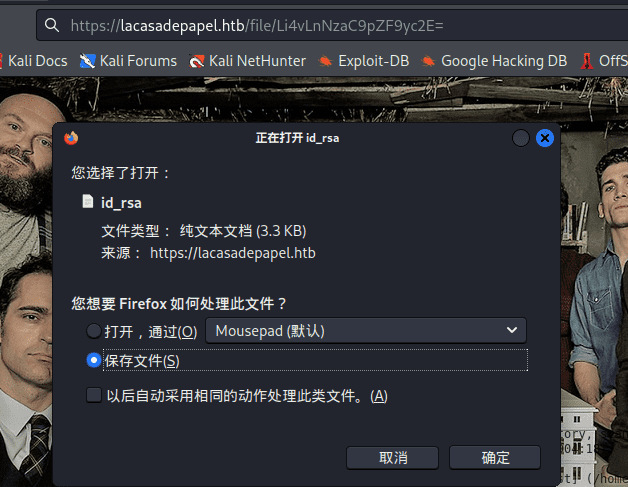 https://lacasadepapel.htb/file/Li4vLnNzaC9pZF9yc2E=
Kali Docs Kali Forums Kali NetHunter Exploit-DB Google Hacking DB OffS
正在打开 id_rsa
您选择了打开：
id_rsa
文件类型： 纯文本文档 (3.3 KB)
来源： https://lacasadepapel.htb
您想要 Firefox 如何处理此文件？
打开，通过(O) Mousepad (默认)
保存文件(S)
以后自动采用相同的动作处理此类文件。(A)
取消 确定
tory,
04:18
(/home